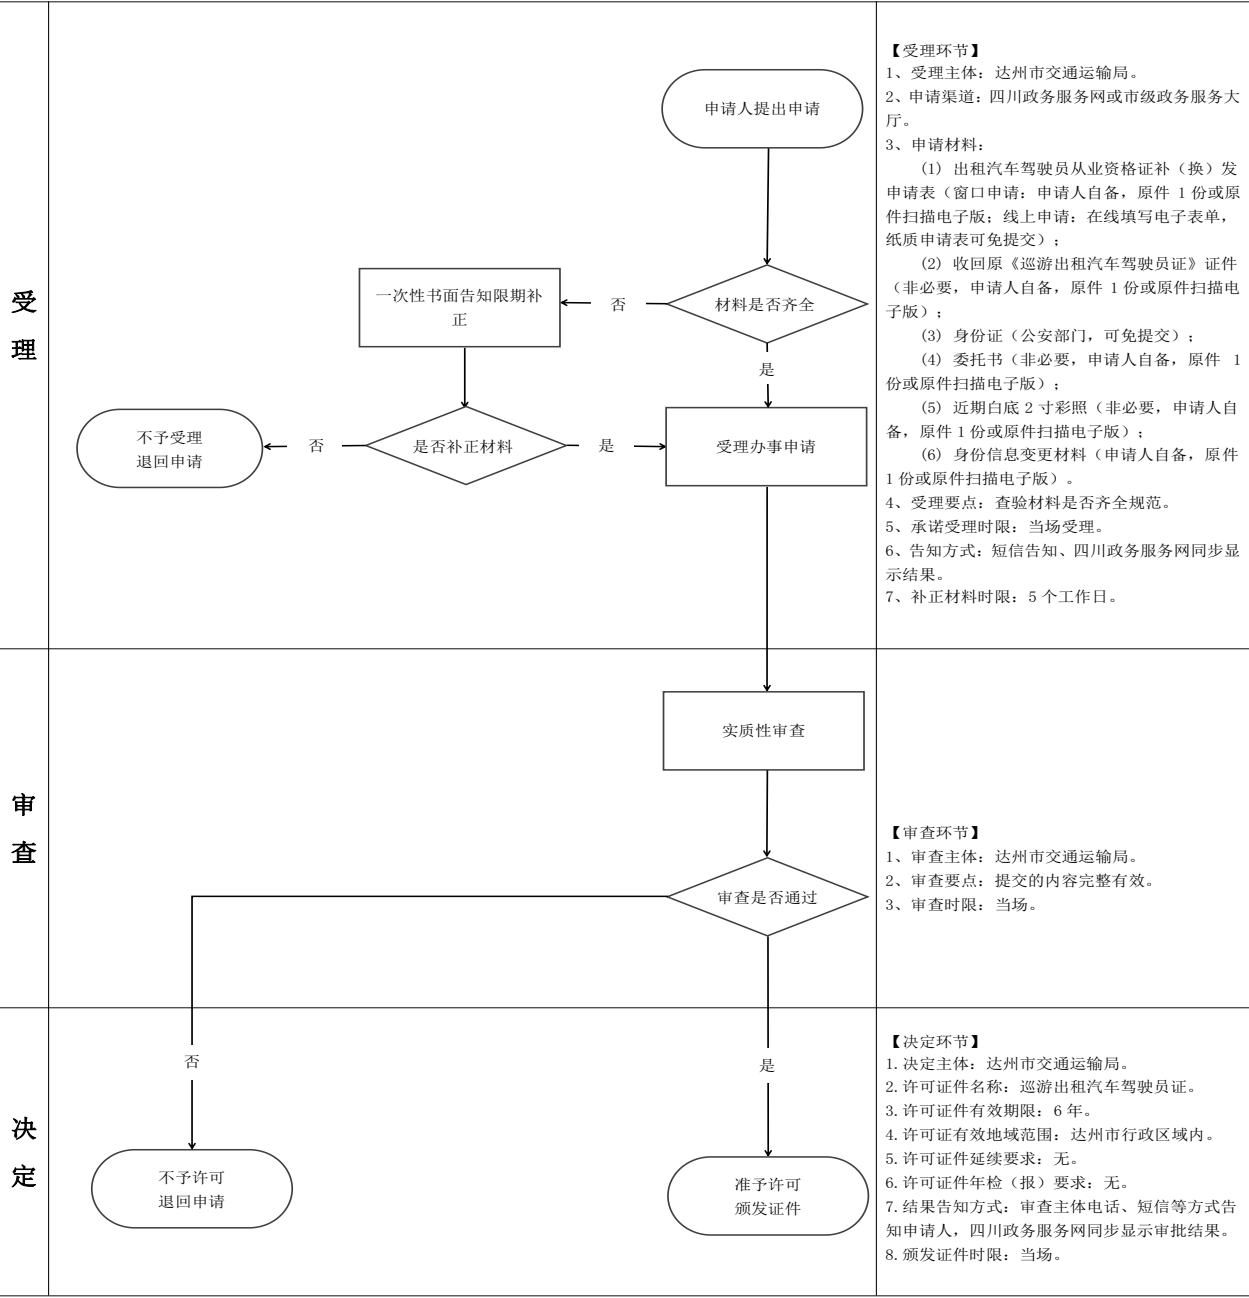 受
理
申请人提出申请
材料是否齐全
否
一次性书面告知限期补
正
是
是否补正材料
否
不予受理
退回申请
是
受理办事申请
【受理环节】
1、受理主体：达州市交通运输局。
2、申请渠道：四川政务服务网或市级政务服务大
厅。
3、申请材料：
（1）出租汽车驾驶员从业资格证补（换）发
申请表（窗口申请：申请人自备，原件 1 份或原
件扫描电子版；线上申请：在线填写电子表单，
纸质申请表可免提交）；
（2）收回原《巡游出租汽车驾驶员证》证件
（非必要，申请人自备，原件 1 份或原件扫描电
子版）；
（3）身份证（公安部门，可免提交）；
（4）委托书（非必要，申请人自备，原件 1
份或原件扫描电子版）；
（5）近期白底 2 寸彩照（非必要，申请人自
备，原件 1 份或原件扫描电子版）；
（6）身份信息变更材料（申请人自备，原件
1 份或原件扫描电子版）。
4、受理要点：查验材料是否齐全规范。
5、承诺受理时限：当场受理。
6、告知方式：短信告知、四川政务服务网同步显
示结果。
7、补正材料时限：5 个工作日。
审
查
实质性审查
审查是否通过
【审查环节】
1、审查主体：达州市交通运输局。
2、审查要点：提交的内容完整有效。
3、审查时限：当场。
决
定
否
不予许可
退回申请
是
准予许可
颁发证件
【决定环节】
1.决定主体：达州市交通运输局。
2.许可证件名称：巡游出租汽车驾驶员证。
3.许可证件有效期限：6 年。
4.许可证有效地域范围：达州市行政区域内。
5.许可证件延续要求：无。
6.许可证件年检（报）要求：无。
7.结果告知方式：审查主体电话、短信等方式告
知申请人，四川政务服务网同步显示审批结果。
8.颁发证件时限：当场。